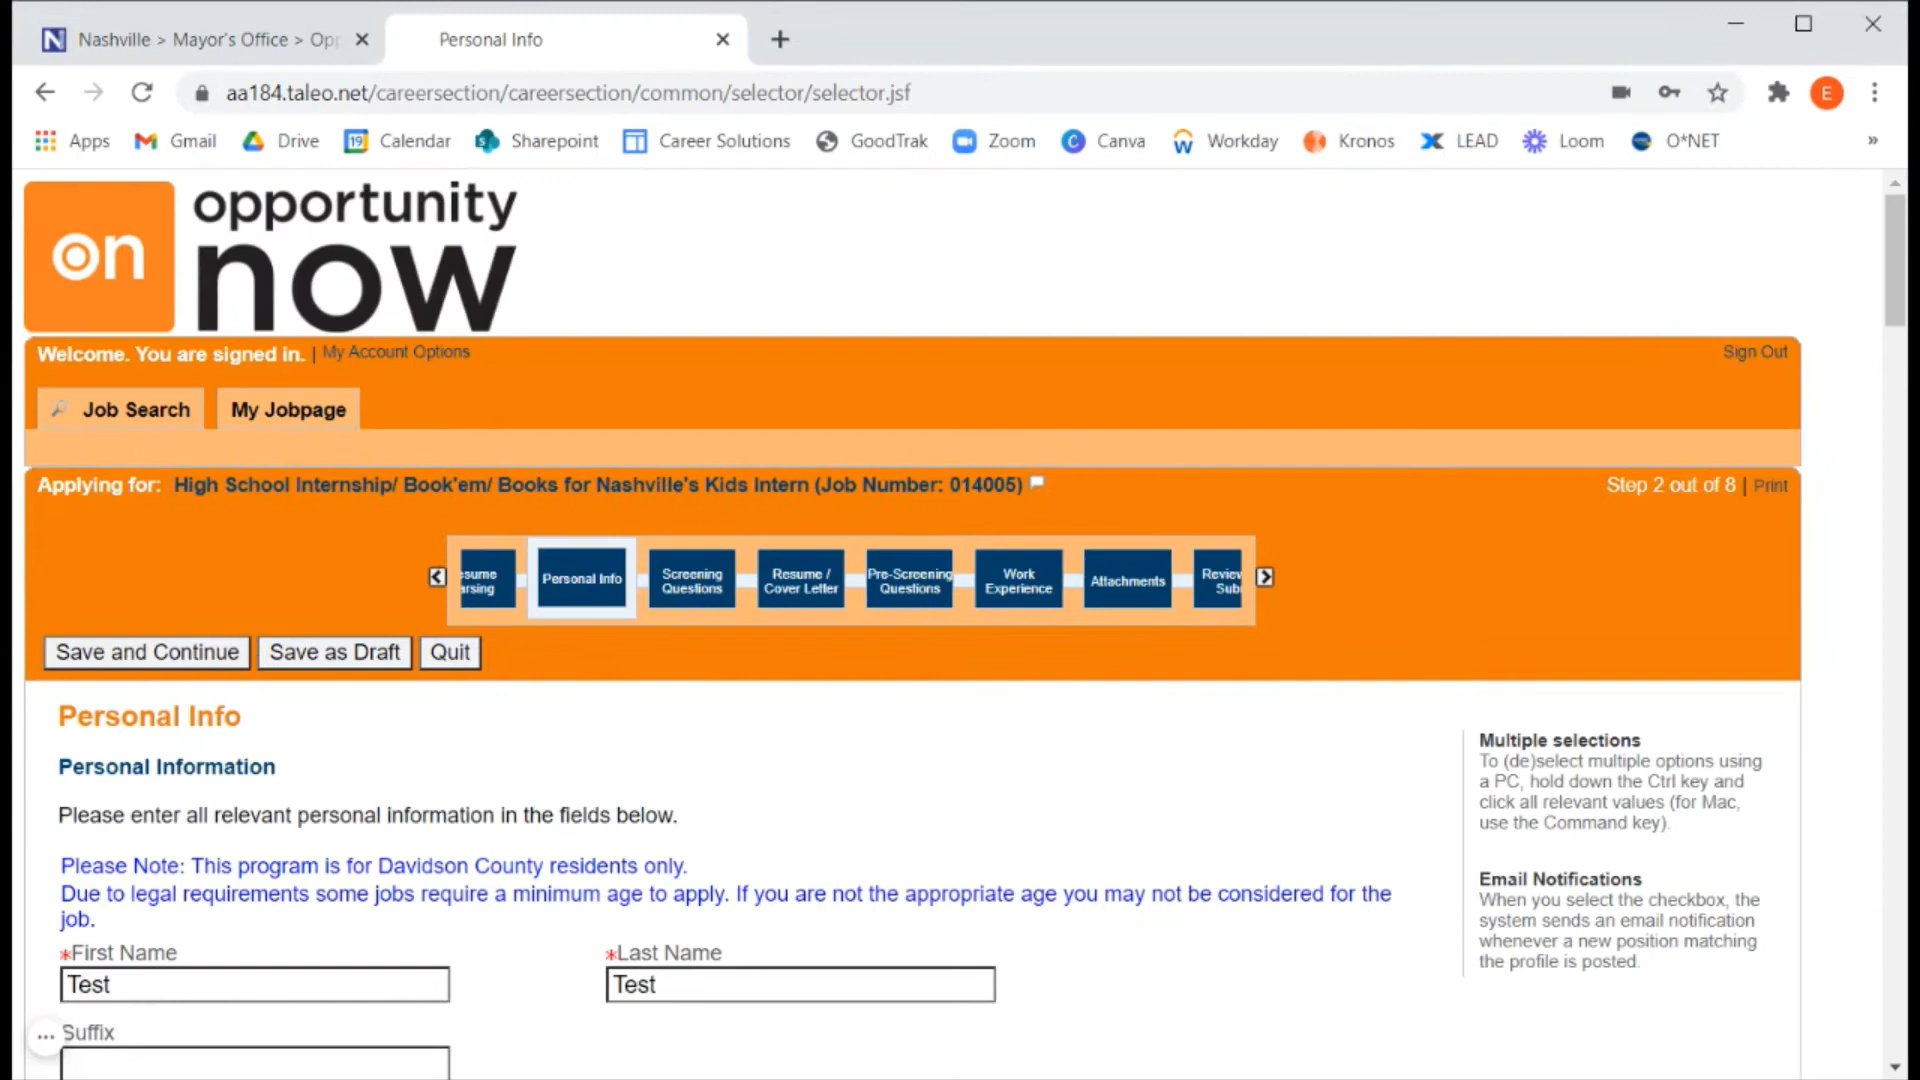 Nashville > Mayor's Office > Opp
Personal Info
aa184.taleo.net/careersection/careersection/common/selector/selector.jsf
E
Apps
Gmail
Drive
19
Calendar
Sharepoint
Career Solutions
GoodTrak
Zoom
Canva
Workday
Kronos
LEAD
Loom
O*NET
»
on
opportunity
now
Welcome. You are signed in. | My Account Options
Sign Out
Job Search
My Jobpage
Applying for: High School Internship/ Book'em/ Books for Nashville's Kids Intern (Job Number: 014005)
Step 2 out of 8 | Print
sume
arsing
Personal Info
Screening
Questions
Resume /
Cover Letter
Pre-Screening
Questions
Work
Experience
Attachments
Review
Sub
Save and Continue
Save as Draft
Quit
Personal Info
Personal Information
Please enter all relevant personal information in the fields below.
Please Note: This program is for Davidson County residents only.
Due to legal requirements some jobs require a minimum age to apply. If you are not the appropriate age you may not be considered for the
job.
*First Name
*Last Name
Test
Test
... Suffix
Multiple selections
To (de)select multiple options using
a PC, hold down the Ctrl key and
click all relevant values (for Mac,
use the Command key).
Email Notifications
When you select the checkbox, the
system sends an email notification
whenever a new position matching
the profile is posted.